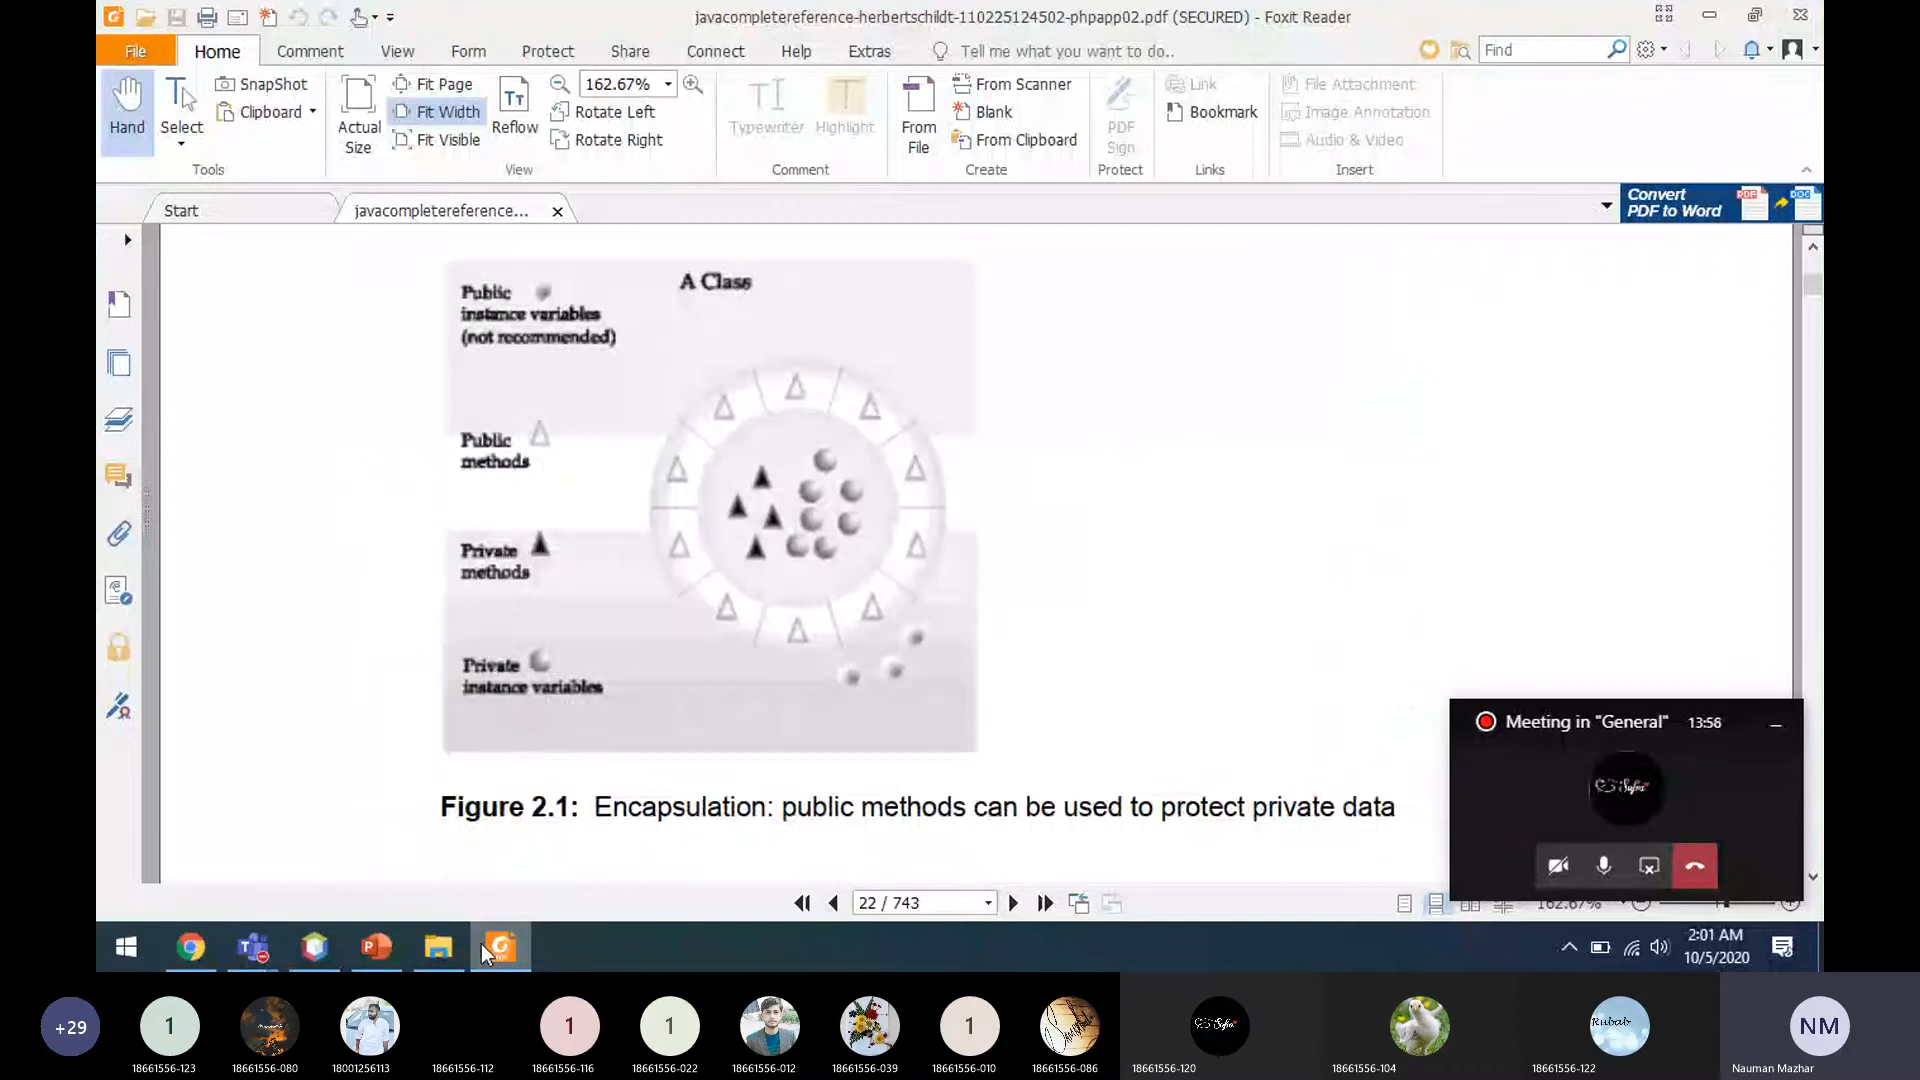 javacompletereference-herbertschildt-110225124502-phpapp02.pdf (SECURED) - Foxit Reader
File Home Comment View Form Protect Share Connect Help Extras Tell me what you want to do.. Find
Hand
Select
SnapShot
Clipboard
Tools
Actual Size
Fit Page
Fit Width
Fit Visible
Reflow
162.67%
Rotate Left
Rotate Right
View
Typewriter
Highlight
Comment
From File
From Scanner
Blank
From Clipboard
Create
PDF Sign
Protect
Link
Bookmark
Links
File Attachment
Image Annotation
Audio & Video
Insert
Start
javacompletereference...
Convert
PDF to Word
A Class
Public
instance variables
(not recommended)
Public
methods
Private
methods
Private
instance variables
Figure 2.1: Encapsulation: public methods can be used to protect private data
Meeting in "General" 13:58
22 / 743
162.67%
2:01 AM
10/5/2020
+29
1
1
1
1
Rubab
NM
18661556-123
18661556-080
18001256113
18661556-112
18661556-116
18661556-022
18661556-012
18661556-039
18661556-010
18661556-086
18661556-120
18661556-104
18661556-122
Nauman Mazhar